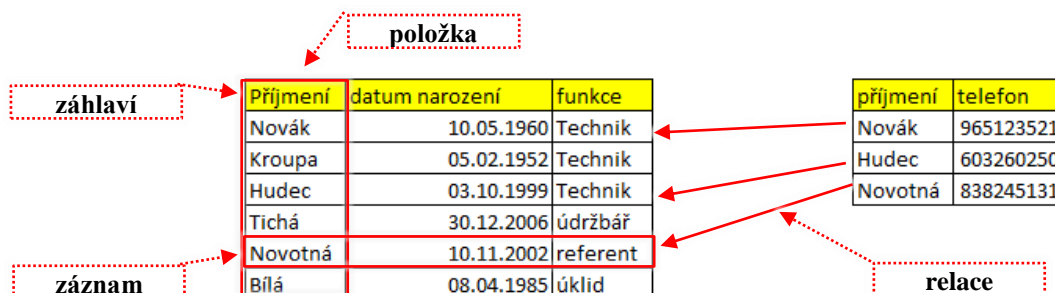 položka
záhlaví
Příjmení datum narození funkce
Novák 10.05.1960 Technik
Kroupa 05.02.1952 Technik
Hudec 03.10.1999 Technik
Tichá 30.12.2006 údržbář
Novotná 10.11.2002 referent
Bílá 08.04.1985 úklid
příjmení telefon
Novák 965123521
Hudec 603260250
Novotná 838245131
záznam
relace